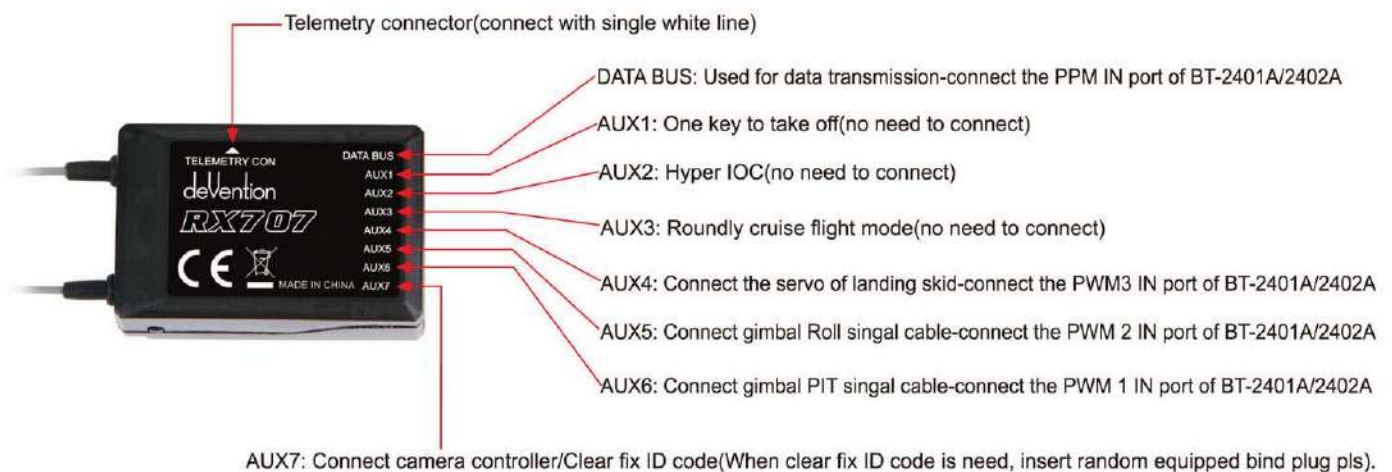 Telemetry connector(connect with single white line)
DATA BUS: Used for data transmission-connect the PPM IN port of BT-2401A/2402A
AUX1: One key to take off(no need to connect)
AUX2: Hyper IOC(no need to connect)
AUX3: Roundly cruise flight mode(no need to connect)
AUX4: Connect the servo of landing skid-connect the PWM3 IN port of BT-2401A/2402A
AUX5: Connect gimbal Roll singal cable-connect the PWM 2 IN port of BT-2401A/2402A
AUX6: Connect gimbal PIT singal cable-connect the PWM 1 IN port of BT-2401A/2402A
AUX7: Connect camera controller/Clear fix ID code(When clear fix ID code is need, insert random equipped bind plug pls).
TELEMETRY CON
deVention
RX707
CE
MADE IN CHINA
DATA BUS
AUX1
AUX2
AUX3
AUX4
AUX5
AUX6
AUX7